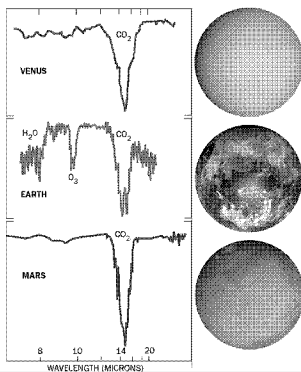 CO2
VENUS
H2O
CO2
O3
EARTH
CO2
MARS
8 10 14 20
WAVELENGTH (MICRONS)